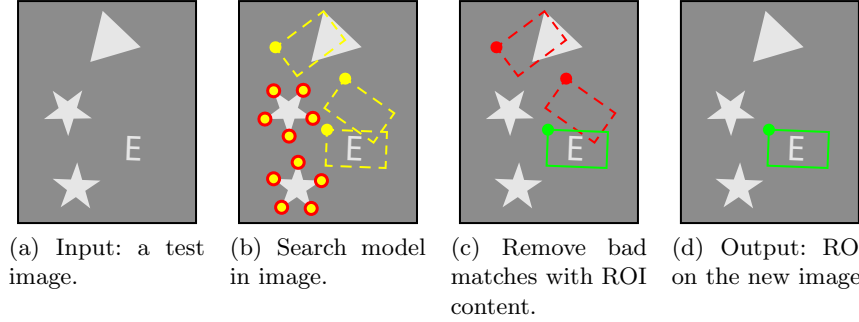 E
E
E
E
(a) Input: a test
image.
(b) Search model
in image.
(c) Remove bad
matches with ROI
content.
(d) Output: RO
on the new image